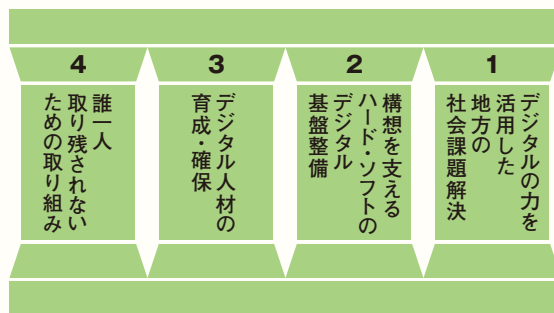 1
デジタルの力を
活用した
地方の
社会課題解決
2
構想を支える
ハード・ソフトの
デジタル
基盤整備
3
デジタル人材の
育成・確保
4
誰一人
取り残されない
ための取り組み